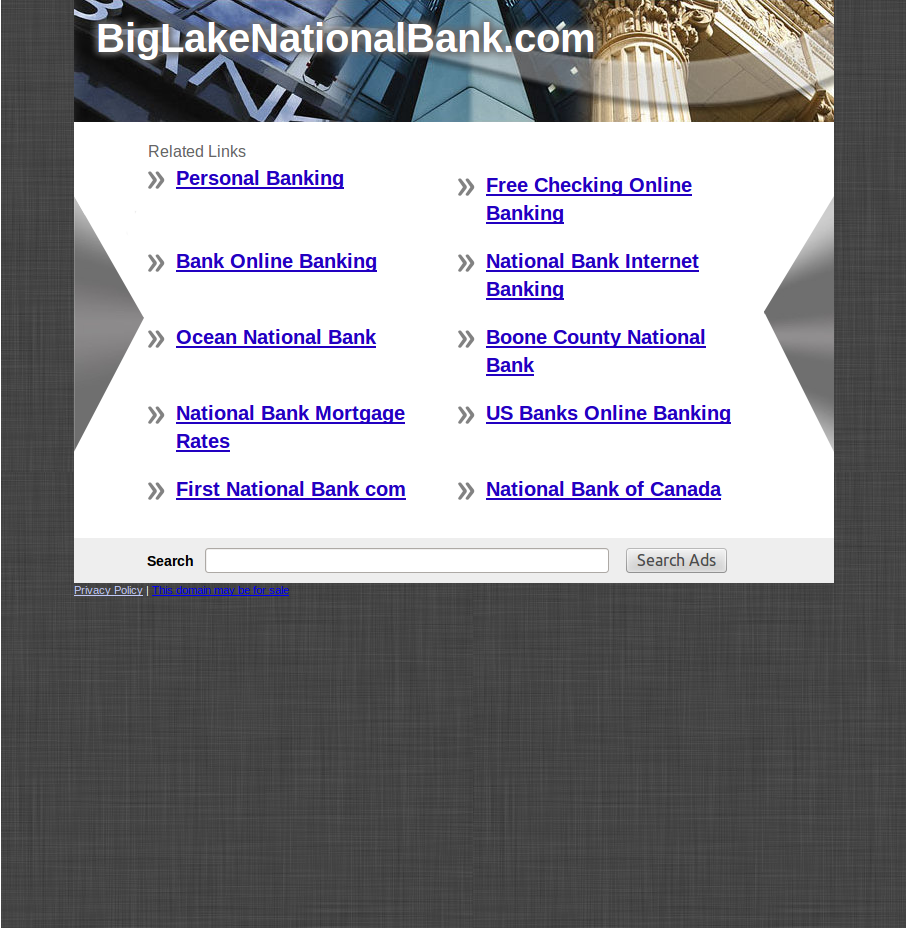 BigLakeNationalBank.com
Related Links
Personal Banking
Free Checking Online
Banking
Bank Online Banking
National Bank Internet
Banking
Ocean National Bank
Boone County National
Bank
National Bank Mortgage
Rates
US Banks Online Banking
First National Bank com
National Bank of Canada
Search
Search Ads
Privacy Policy | This domain may be for sale